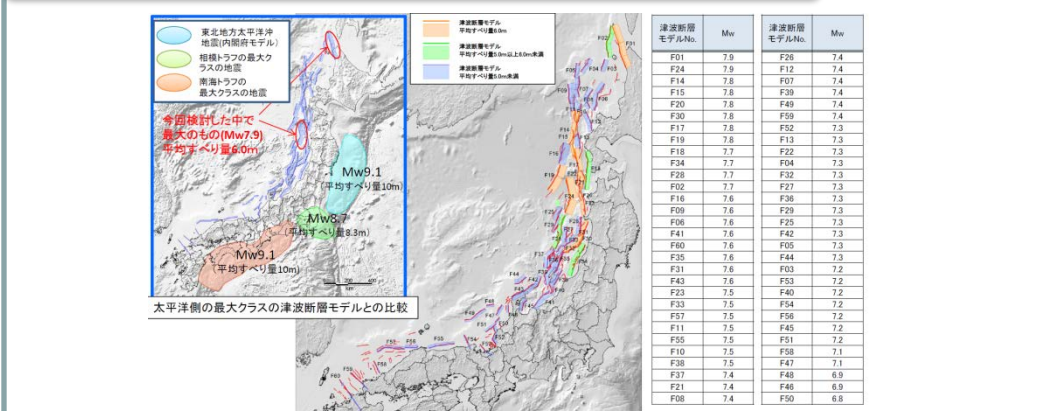 東北地方太平洋沖
地震(内閣府モデル)
相模トラフの最大ク
ラスの地震
南海トラフの
最大クラスの地震
今回検討した中で
最大のもの(Mw7.9)
平均すべり量6.0m
Mw9.1
(平均すべり量10m)
Mw8.7
(平均すべり量8.3m)
Mw9.1
(平均すべり量10m)
太平洋側の最大クラスの津波断層モデルとの比較
津波断層モデル
平均すべり量6.0m
津波断層モデル
平均すべり量5.0m以上6.0m未満
津波断層モデル
平均すべり量5.0m未満
津波断層
モデルNo. Mw
F01 7.9
F24 7.9
F14 7.8
F15 7.8
F20 7.8
F30 7.8
F17 7.8
F19 7.8
F18 7.7
F34 7.7
F28 7.7
F02 7.7
F16 7.6
F09 7.6
F06 7.6
F41 7.6
F60 7.6
F35 7.6
F31 7.6
F43 7.6
F23 7.5
F33 7.5
F57 7.5
F11 7.5
F55 7.5
F10 7.5
F38 7.5
F37 7.4
F21 7.4
F08 7.4
津波断層
モデルNo. Mw
F26 7.4
F12 7.4
F07 7.4
F39 7.4
F49 7.4
F59 7.4
F52 7.3
F13 7.3
F22 7.3
F04 7.3
F32 7.3
F27 7.3
F36 7.3
F29 7.3
F25 7.3
F42 7.3
F05 7.3
F44 7.3
F03 7.2
F53 7.2
F40 7.2
F54 7.2
F56 7.2
F45 7.2
F51 7.2
F58 7.1
F47 7.1
F48 6.9
F46 6.9
F50 6.8